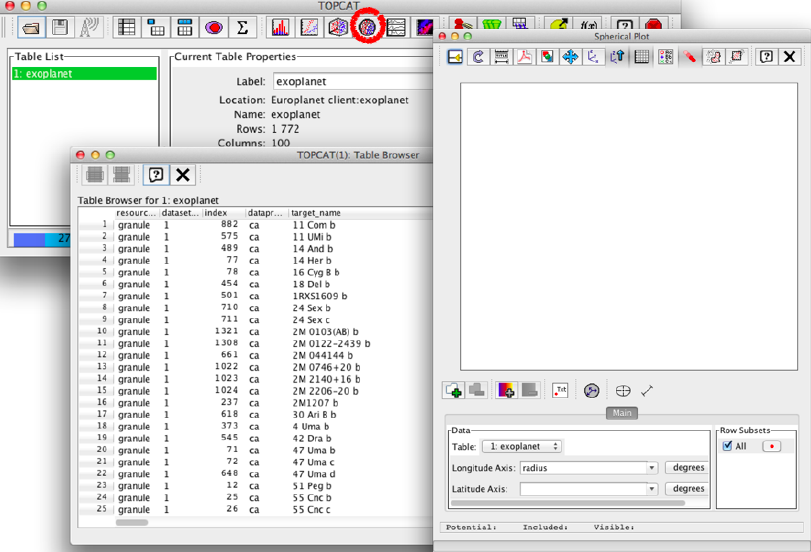 TOPCAT
Table List
1: exoplanet
Current Table Properties
Label: exoplanet
Location: Europlanet client:exoplanet
Name: exoplanet
Rows: 1 772
Columns: 100
27
Σ
f(x)
TOPCAT(1): Table Browser
Table Browser for 1: exoplanet
resourc... dataset... index datapr... target_name
1 granule 1 882 ca 11 Com b
2 granule 1 575 ca 11 UMi b
3 granule 1 489 ca 14 And b
4 granule 1 77 ca 14 Her b
5 granule 1 78 ca 16 Cyg B b
6 granule 1 454 ca 18 Del b
7 granule 1 501 ca 1RXS1609 b
8 granule 1 710 ca 24 Sex b
9 granule 1 711 ca 24 Sex c
10 granule 1 1321 ca 2M 0103(AB) b
11 granule 1 1308 ca 2M 0122-2439 b
12 granule 1 661 ca 2M 044144 b
13 granule 1 1022 ca 2M 0746+20 b
14 granule 1 1023 ca 2M 2140+16 b
15 granule 1 1024 ca 2M 2206-20 b
16 granule 1 237 ca 2M1207 b
17 granule 1 618 ca 30 Ari B b
18 granule 1 373 ca 4 Uma b
19 granule 1 545 ca 42 Dra b
20 granule 1 71 ca 47 Uma b
21 granule 1 72 ca 47 Uma c
22 granule 1 648 ca 47 Uma d
23 granule 1 12 ca 51 Peg b
24 granule 1 25 ca 55 Cnc b
25 granule 1 26 ca 55 Cnc c
Spherical Plot
Txt
Main
Data
Table: 1: exoplanet
Longitude Axis: radius degrees
Latitude Axis: degrees
Row Subsets
All
Potential: Included: Visible: